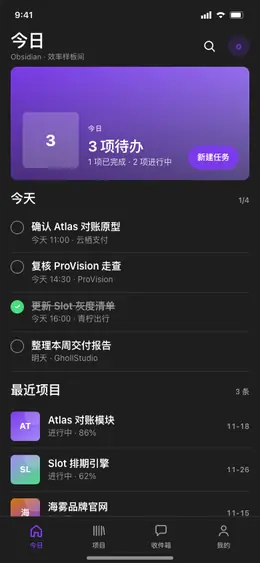 9:41
今日
Obsidian · 效率样板间
G
3
今日
3 项待办
1 项已完成 · 2 项进行中
新建任务
今天
1/4
确认 Atlas 对账原型
今天 11:00 · 云栖支付
复核 ProVision 走查
今天 14:30 · ProVision
更新 Slot 灰度清单
今天 16:00 · 青柠出行
整理本周交付报告
明天 · GhollStudio
最近项目
3 条
AT
Atlas 对账模块
进行中 · 86%
11-18
SL
Slot 排期引擎
进行中 · 62%
11-26
海
海雾品牌官网
11-15
今日
项目
收件箱
我的